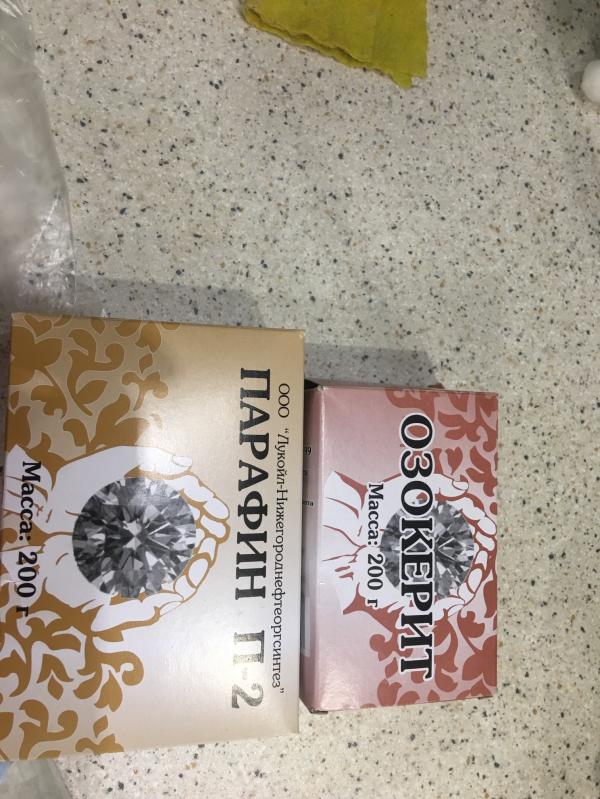 ООО "Лукойл-Нижегороднефтеоргсинтез"
ПАРАФИН П-2
Масса: 200 г
ОЗОКЕРИТ
Масса: 200 г